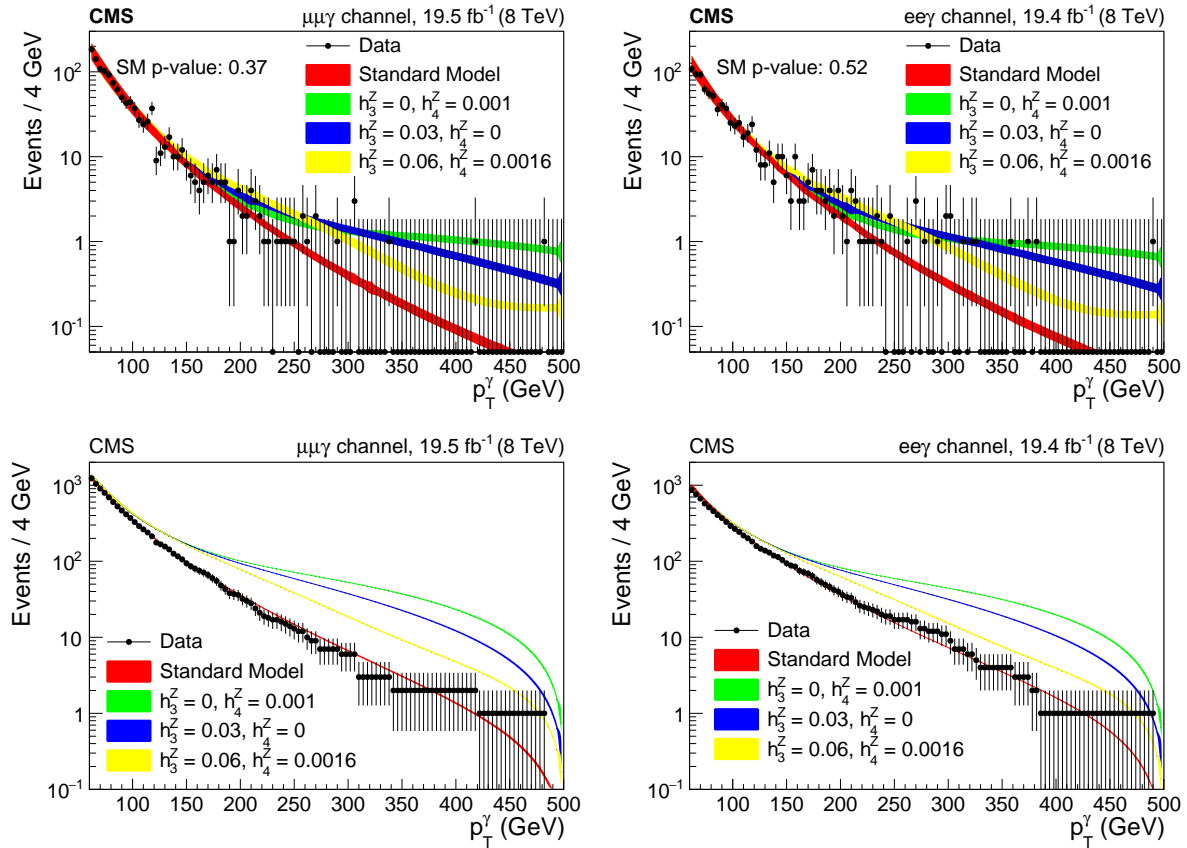 CMS μμγ channel, 19.5 fb⁻¹ (8 TeV)
Events / 4 GeV
10²
10
1
10⁻¹
SM p-value: 0.37
Data
Standard Model
h₃ᶻ = 0, h₄ᶻ = 0.001
h₃ᶻ = 0.03, h₄ᶻ = 0
h₃ᶻ = 0.06, h₄ᶻ = 0.0016
100 150 200 250 300 350 400 450 500
p_T^γ (GeV)
CMS eeγ channel, 19.4 fb⁻¹ (8 TeV)
Events / 4 GeV
10²
10
1
10⁻¹
SM p-value: 0.52
Data
Standard Model
h₃ᶻ = 0, h₄ᶻ = 0.001
h₃ᶻ = 0.03, h₄ᶻ = 0
h₃ᶻ = 0.06, h₄ᶻ = 0.0016
100 150 200 250 300 350 400 450 500
p_T^γ (GeV)
CMS μμγ channel, 19.5 fb⁻¹ (8 TeV)
Events / 4 GeV
10³
10²
10
1
10⁻¹
Data
Standard Model
h₃ᶻ = 0, h₄ᶻ = 0.001
h₃ᶻ = 0.03, h₄ᶻ = 0
h₃ᶻ = 0.06, h₄ᶻ = 0.0016
100 150 200 250 300 350 400 450 500
p_T^γ (GeV)
CMS eeγ channel, 19.4 fb⁻¹ (8 TeV)
Events / 4 GeV
10³
10²
10
1
10⁻¹
Data
Standard Model
h₃ᶻ = 0, h₄ᶻ = 0.001
h₃ᶻ = 0.03, h₄ᶻ = 0
h₃ᶻ = 0.06, h₄ᶻ = 0.0016
100 150 200 250 300 350 400 450 500
p_T^γ (GeV)